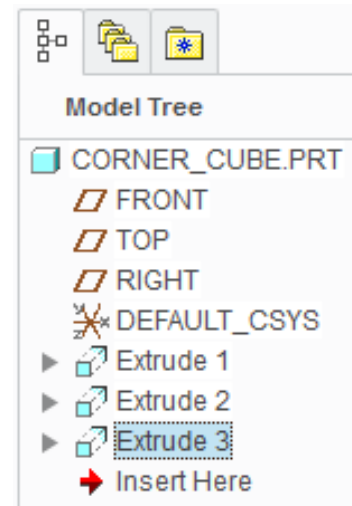 Model Tree
CORNER_CUBE.PRT
FRONT
TOP
RIGHT
DEFAULT_CSYS
Extrude 1
Extrude 2
Extrude 3
Insert Here